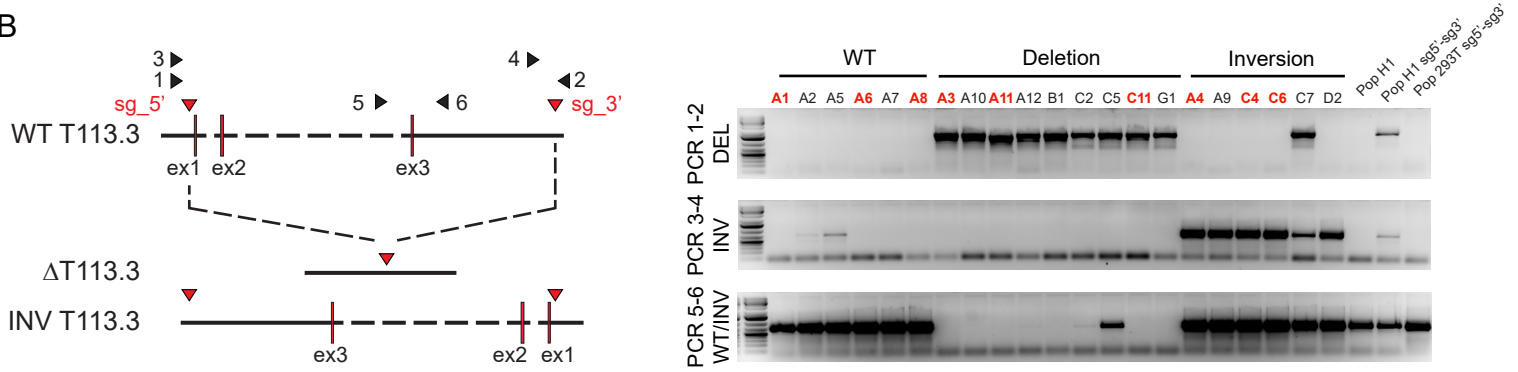 B
3
4
1
2
sg_5’
5
6
sg_3’
WT T113.3
ex1
ex2
ex3
ΔT113.3
INV T113.3
ex3
ex2
ex1
WT
Deletion
Inversion
A1 A2 A5 A6 A7 A8 A3 A10 A11 A12 B1 C2 C5 C11 G1 A4 A9 C4 C6 C7 D2 Pop H1 Pop H1 sg5’-sg3’ Pop 293T sg5’-sg3’
PCR 1-2
DEL
PCR 3-4
INV
PCR 5-6
WT/INV